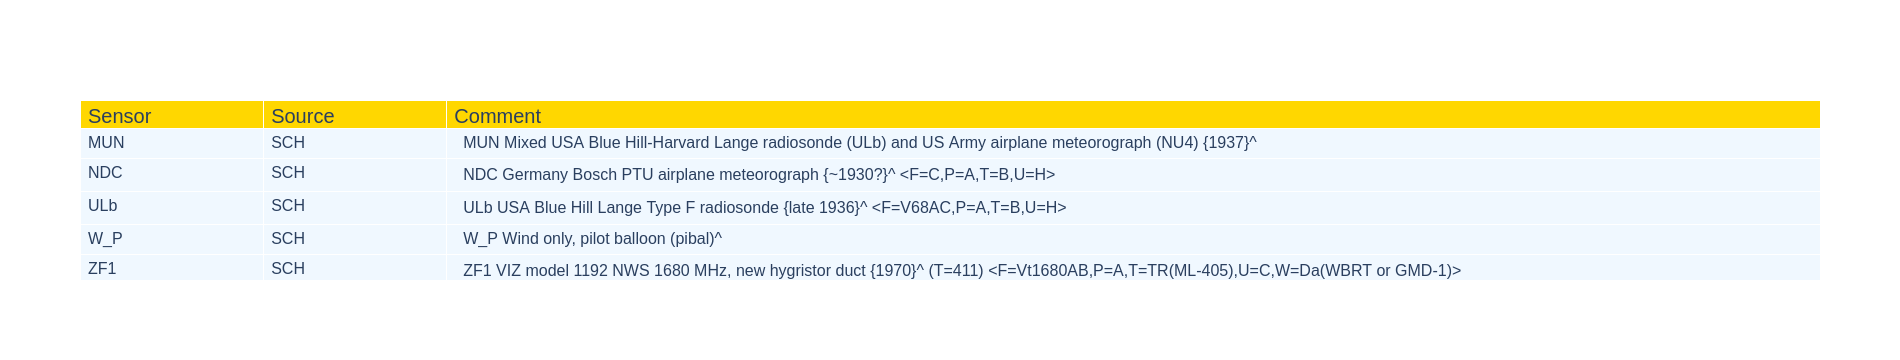 Sensor Source Comment
MUN SCH MUN Mixed USA Blue Hill-Harvard Lange radiosonde (ULb) and US Army airplane meteorograph (NU4) {1937}^
NDC SCH NDC Germany Bosch PTU airplane meteorograph {~1930?}^ <F=C,P=A,T=B,U=H>
ULb SCH ULb USA Blue Hill Lange Type F radiosonde {late 1936}^ <F=V68AC,P=A,T=B,U=H>
W_P SCH W_P Wind only, pilot balloon (pibal)^
ZF1 SCH ZF1 VIZ model 1192 NWS 1680 MHz, new hygristor duct {1970}^ (T=411) <F=Vt1680AB,P=A,T=TR(ML-405),U=C,W=Da(WBRT or GMD-1)>